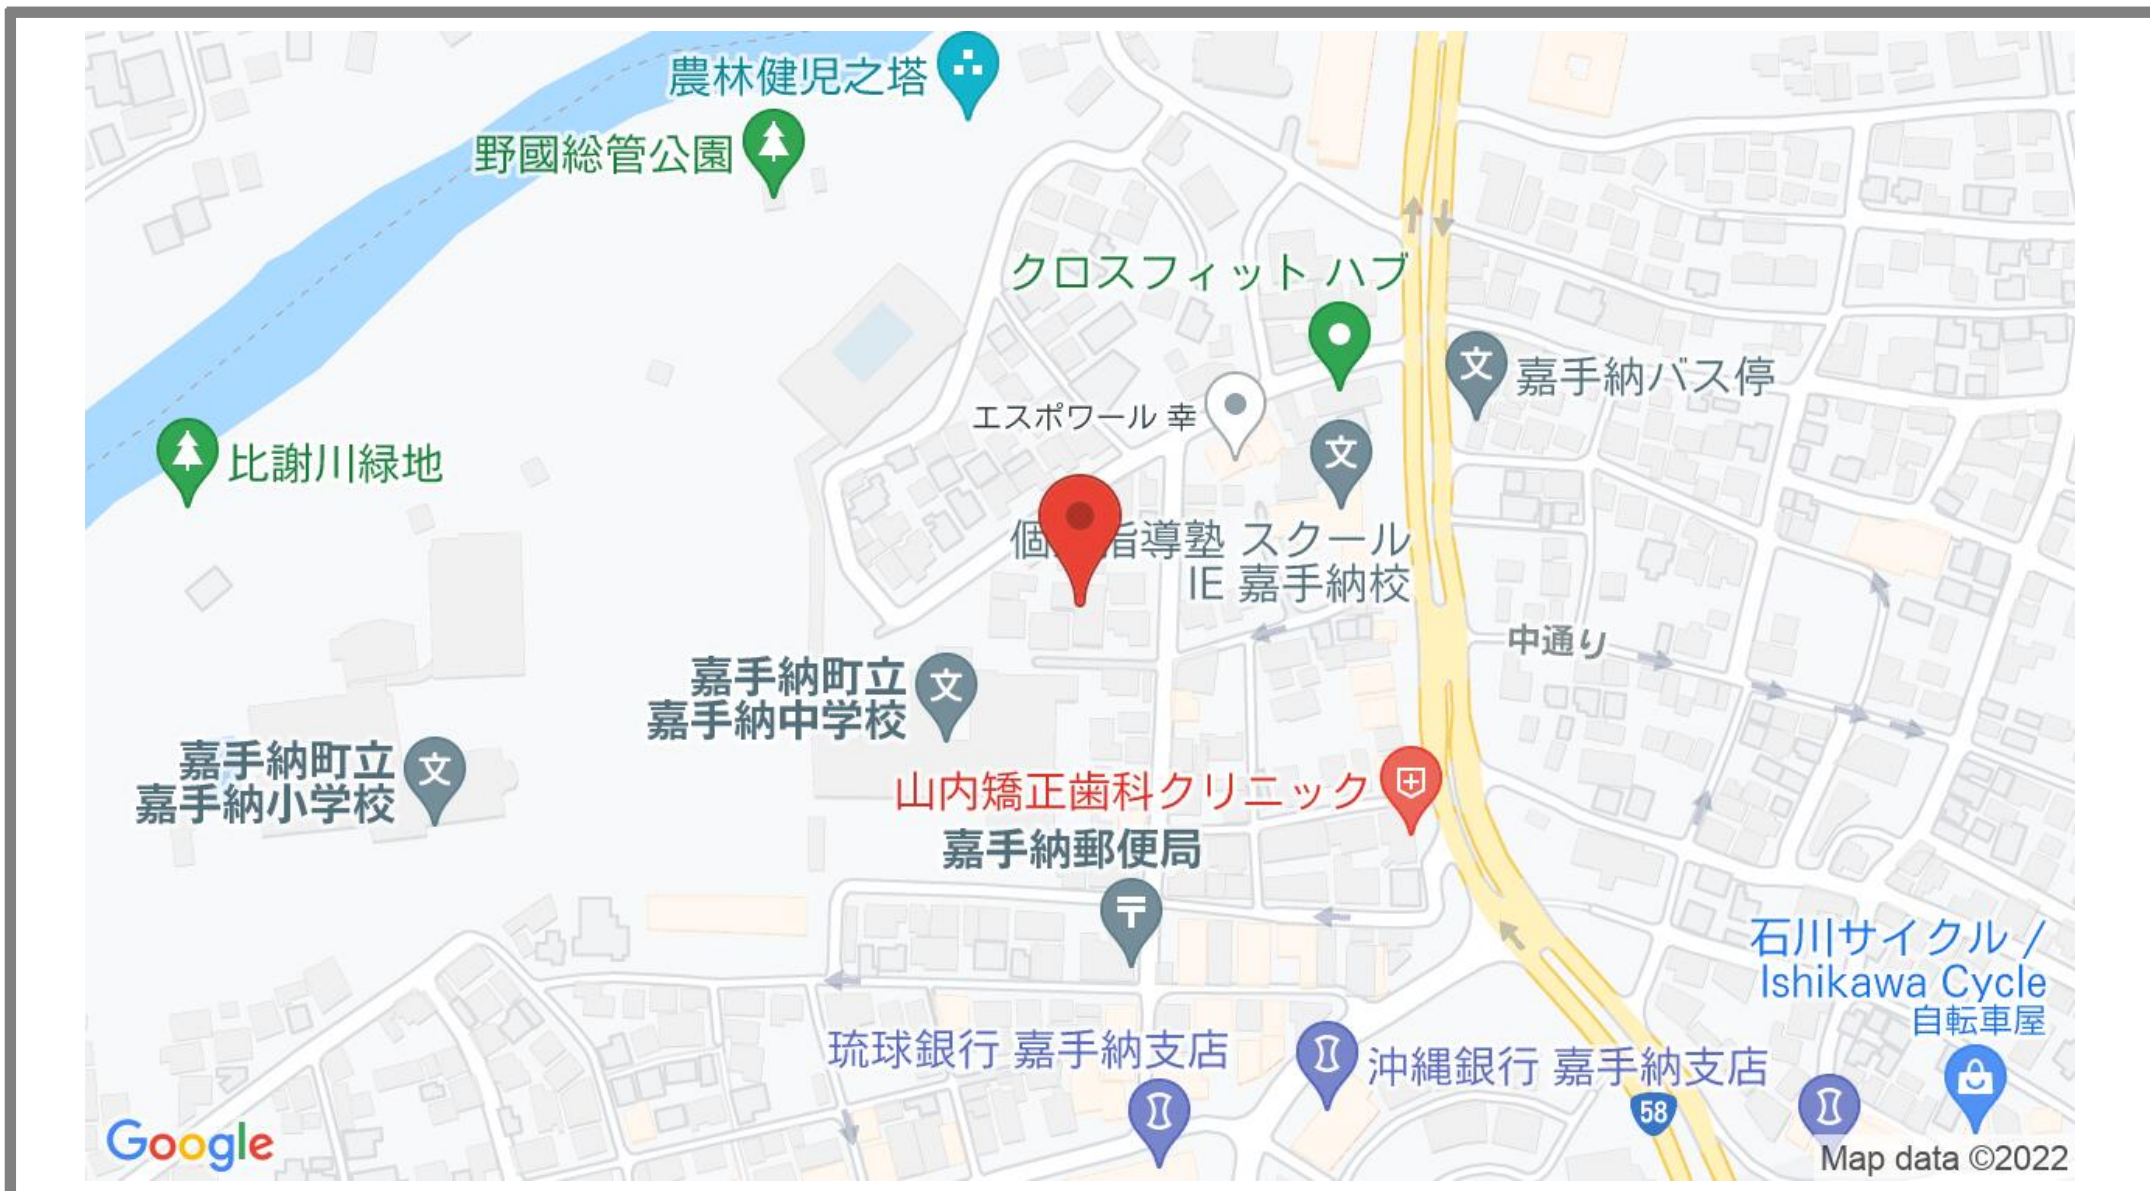 農林健児之塔
野國総管公園
クロスフィット ハブ
嘉手納バス停
エスポワール 幸
比謝川緑地
指導塾 スクール
IE 嘉手納校
中通り
嘉手納町立
嘉手納中学校
嘉手納町立
嘉手納小学校
山内矯正歯科クリニック
嘉手納郵便局
石川サイクル /
Ishikawa Cycle
自転車屋
琉球銀行 嘉手納支店
沖縄銀行 嘉手納支店
58
Google
Map data ©2022